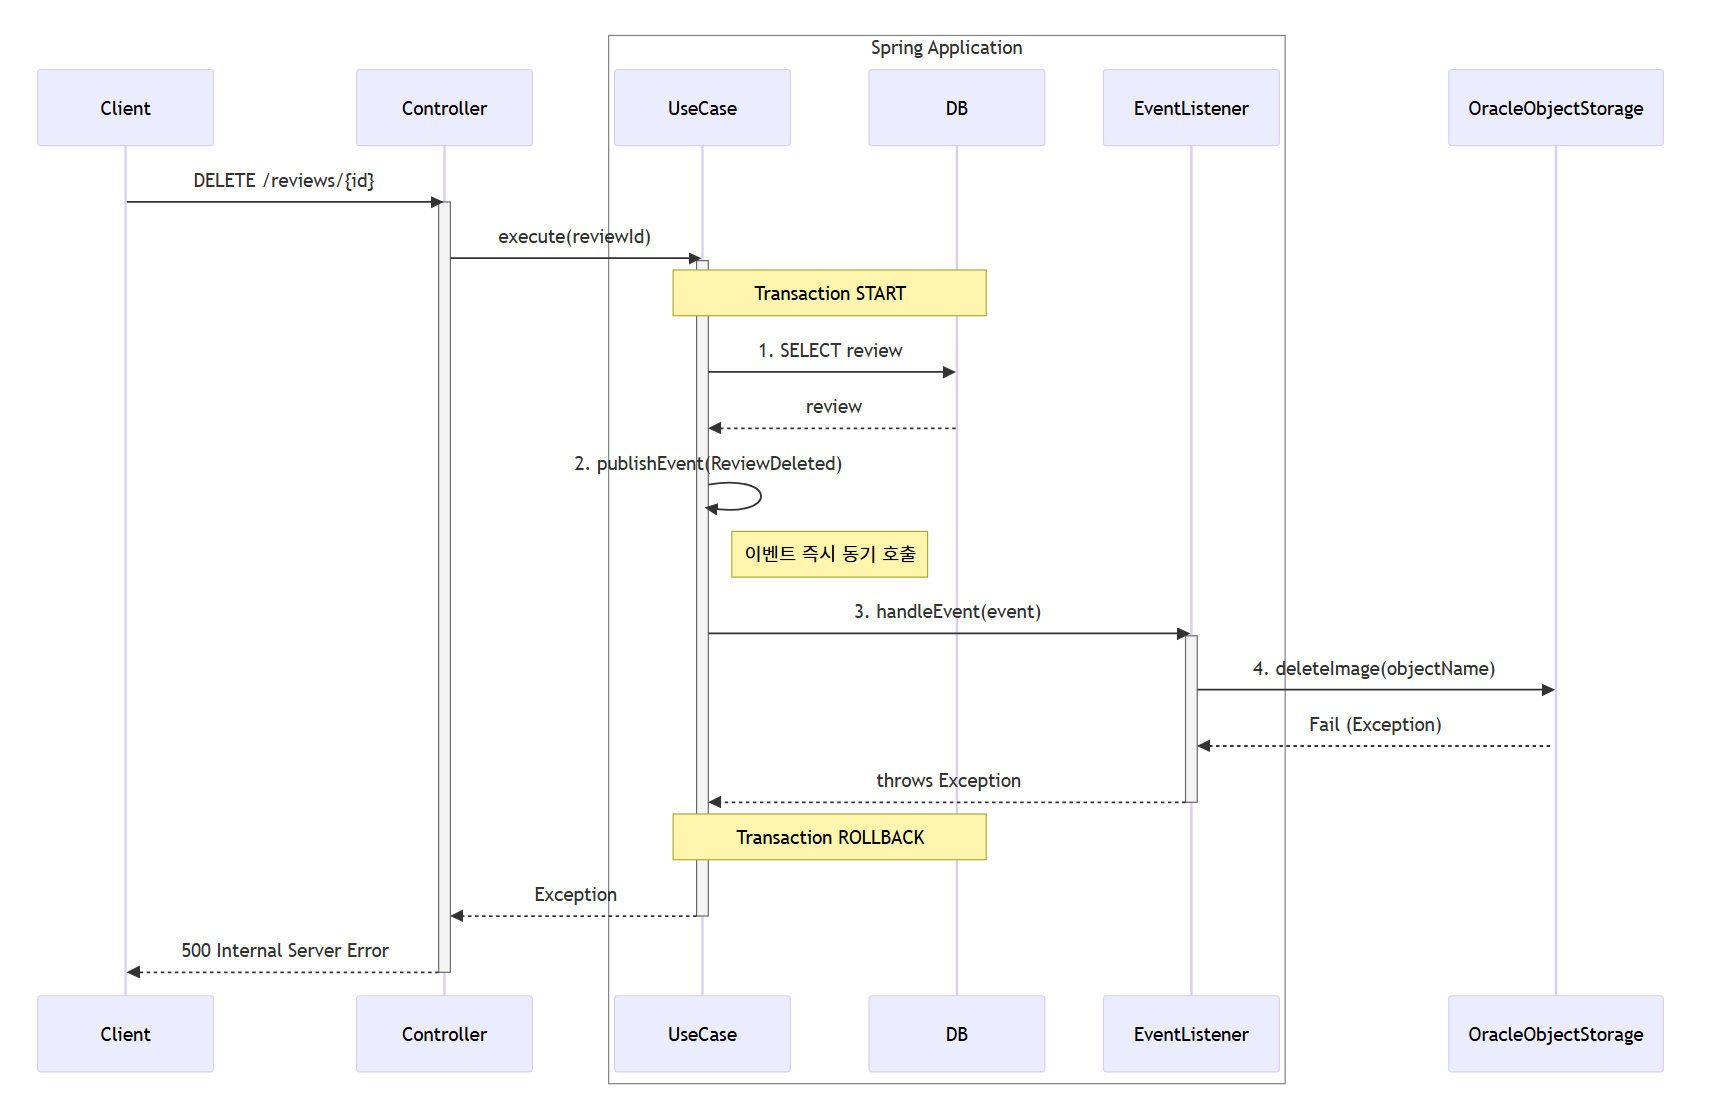 Spring Application
Client
Controller
UseCase
DB
EventListener
OracleObjectStorage
DELETE /reviews/{id}
execute(reviewId)
Transaction START
1. SELECT review
review
2. publishEvent(ReviewDeleted)
이벤트 즉시 동기 호출
3. handleEvent(event)
4. deleteImage(objectName)
Fail (Exception)
throws Exception
Transaction ROLLBACK
Exception
500 Internal Server Error
Client
Controller
UseCase
DB
EventListener
OracleObjectStorage